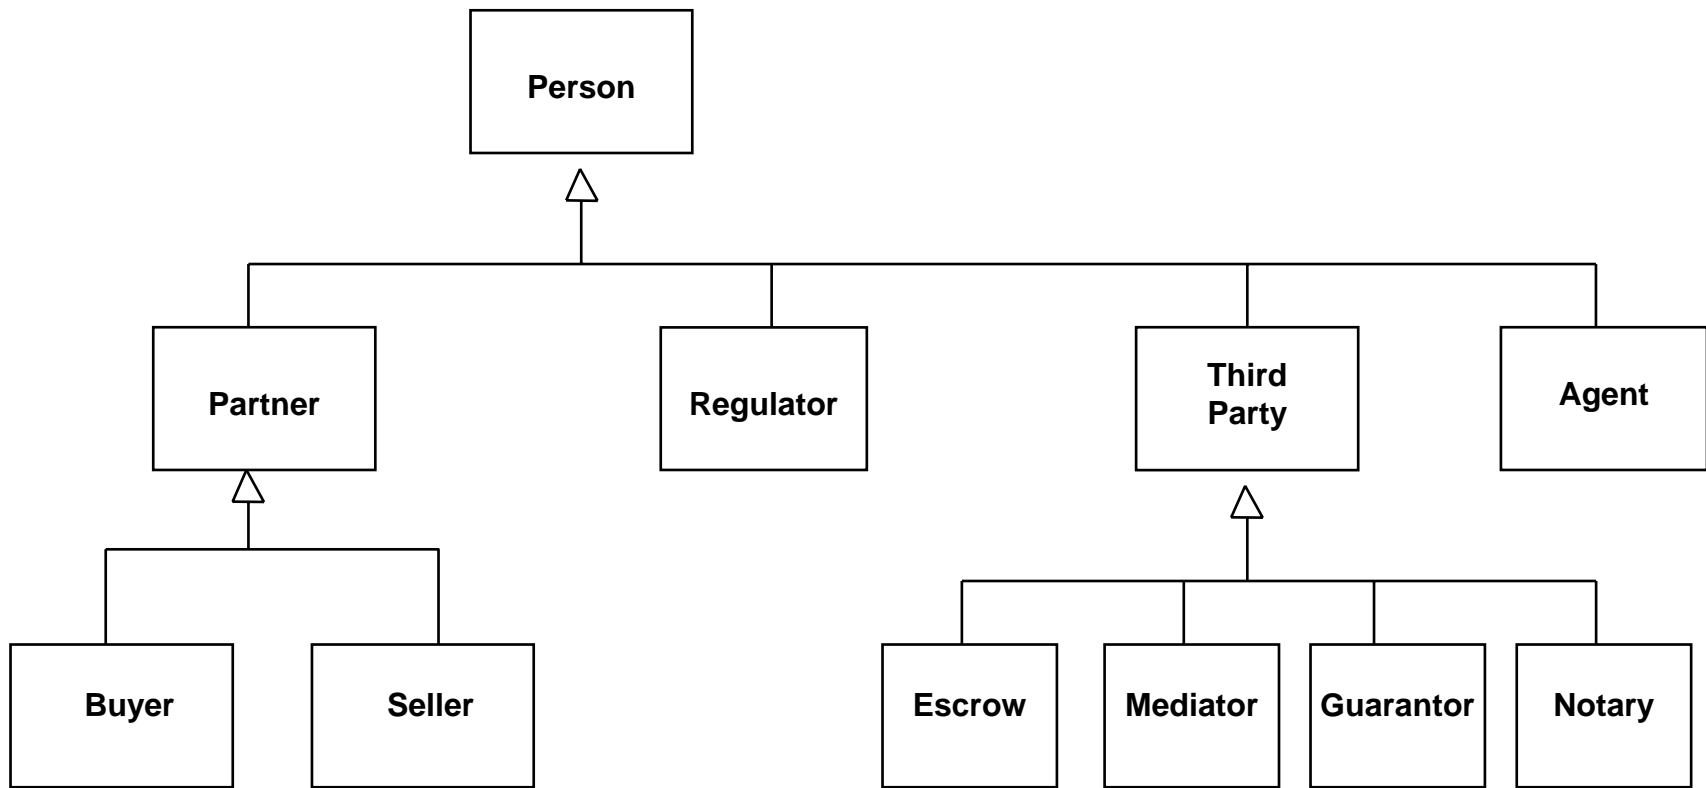 Person
Partner
Regulator
Third
Party
Agent
Buyer
Seller
Escrow
Mediator
Guarantor
Notary